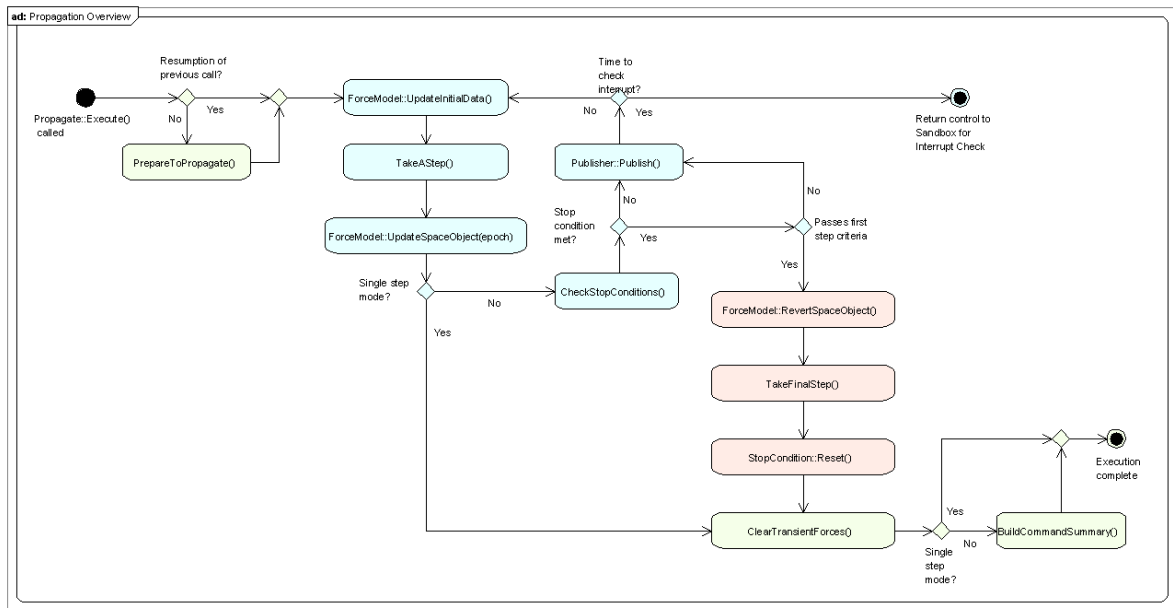 ad: Propagation Overview
Resumption of
previous call?
Propagate::Execute()
called
No
Yes
PrepareToPropagate()
ForceModel::UpdateInitialData()
TakeAStep()
ForceModel::UpdateSpaceObject(epoch)
Single step
mode?
No
Yes
CheckStopConditions()
Stop
condition
met?
No
Yes
Publisher::Publish()
Time to
check
interrupt?
No
Yes
Return control to
Sandbox for
Interrupt Check
No
Passes first
step criteria
Yes
ForceModel::RevertSpaceObject()
TakeFinalStep()
StopCondition::Reset()
ClearTransientForces()
Yes
No
Single
step
mode?
BuildCommandSummary()
Execution
complete